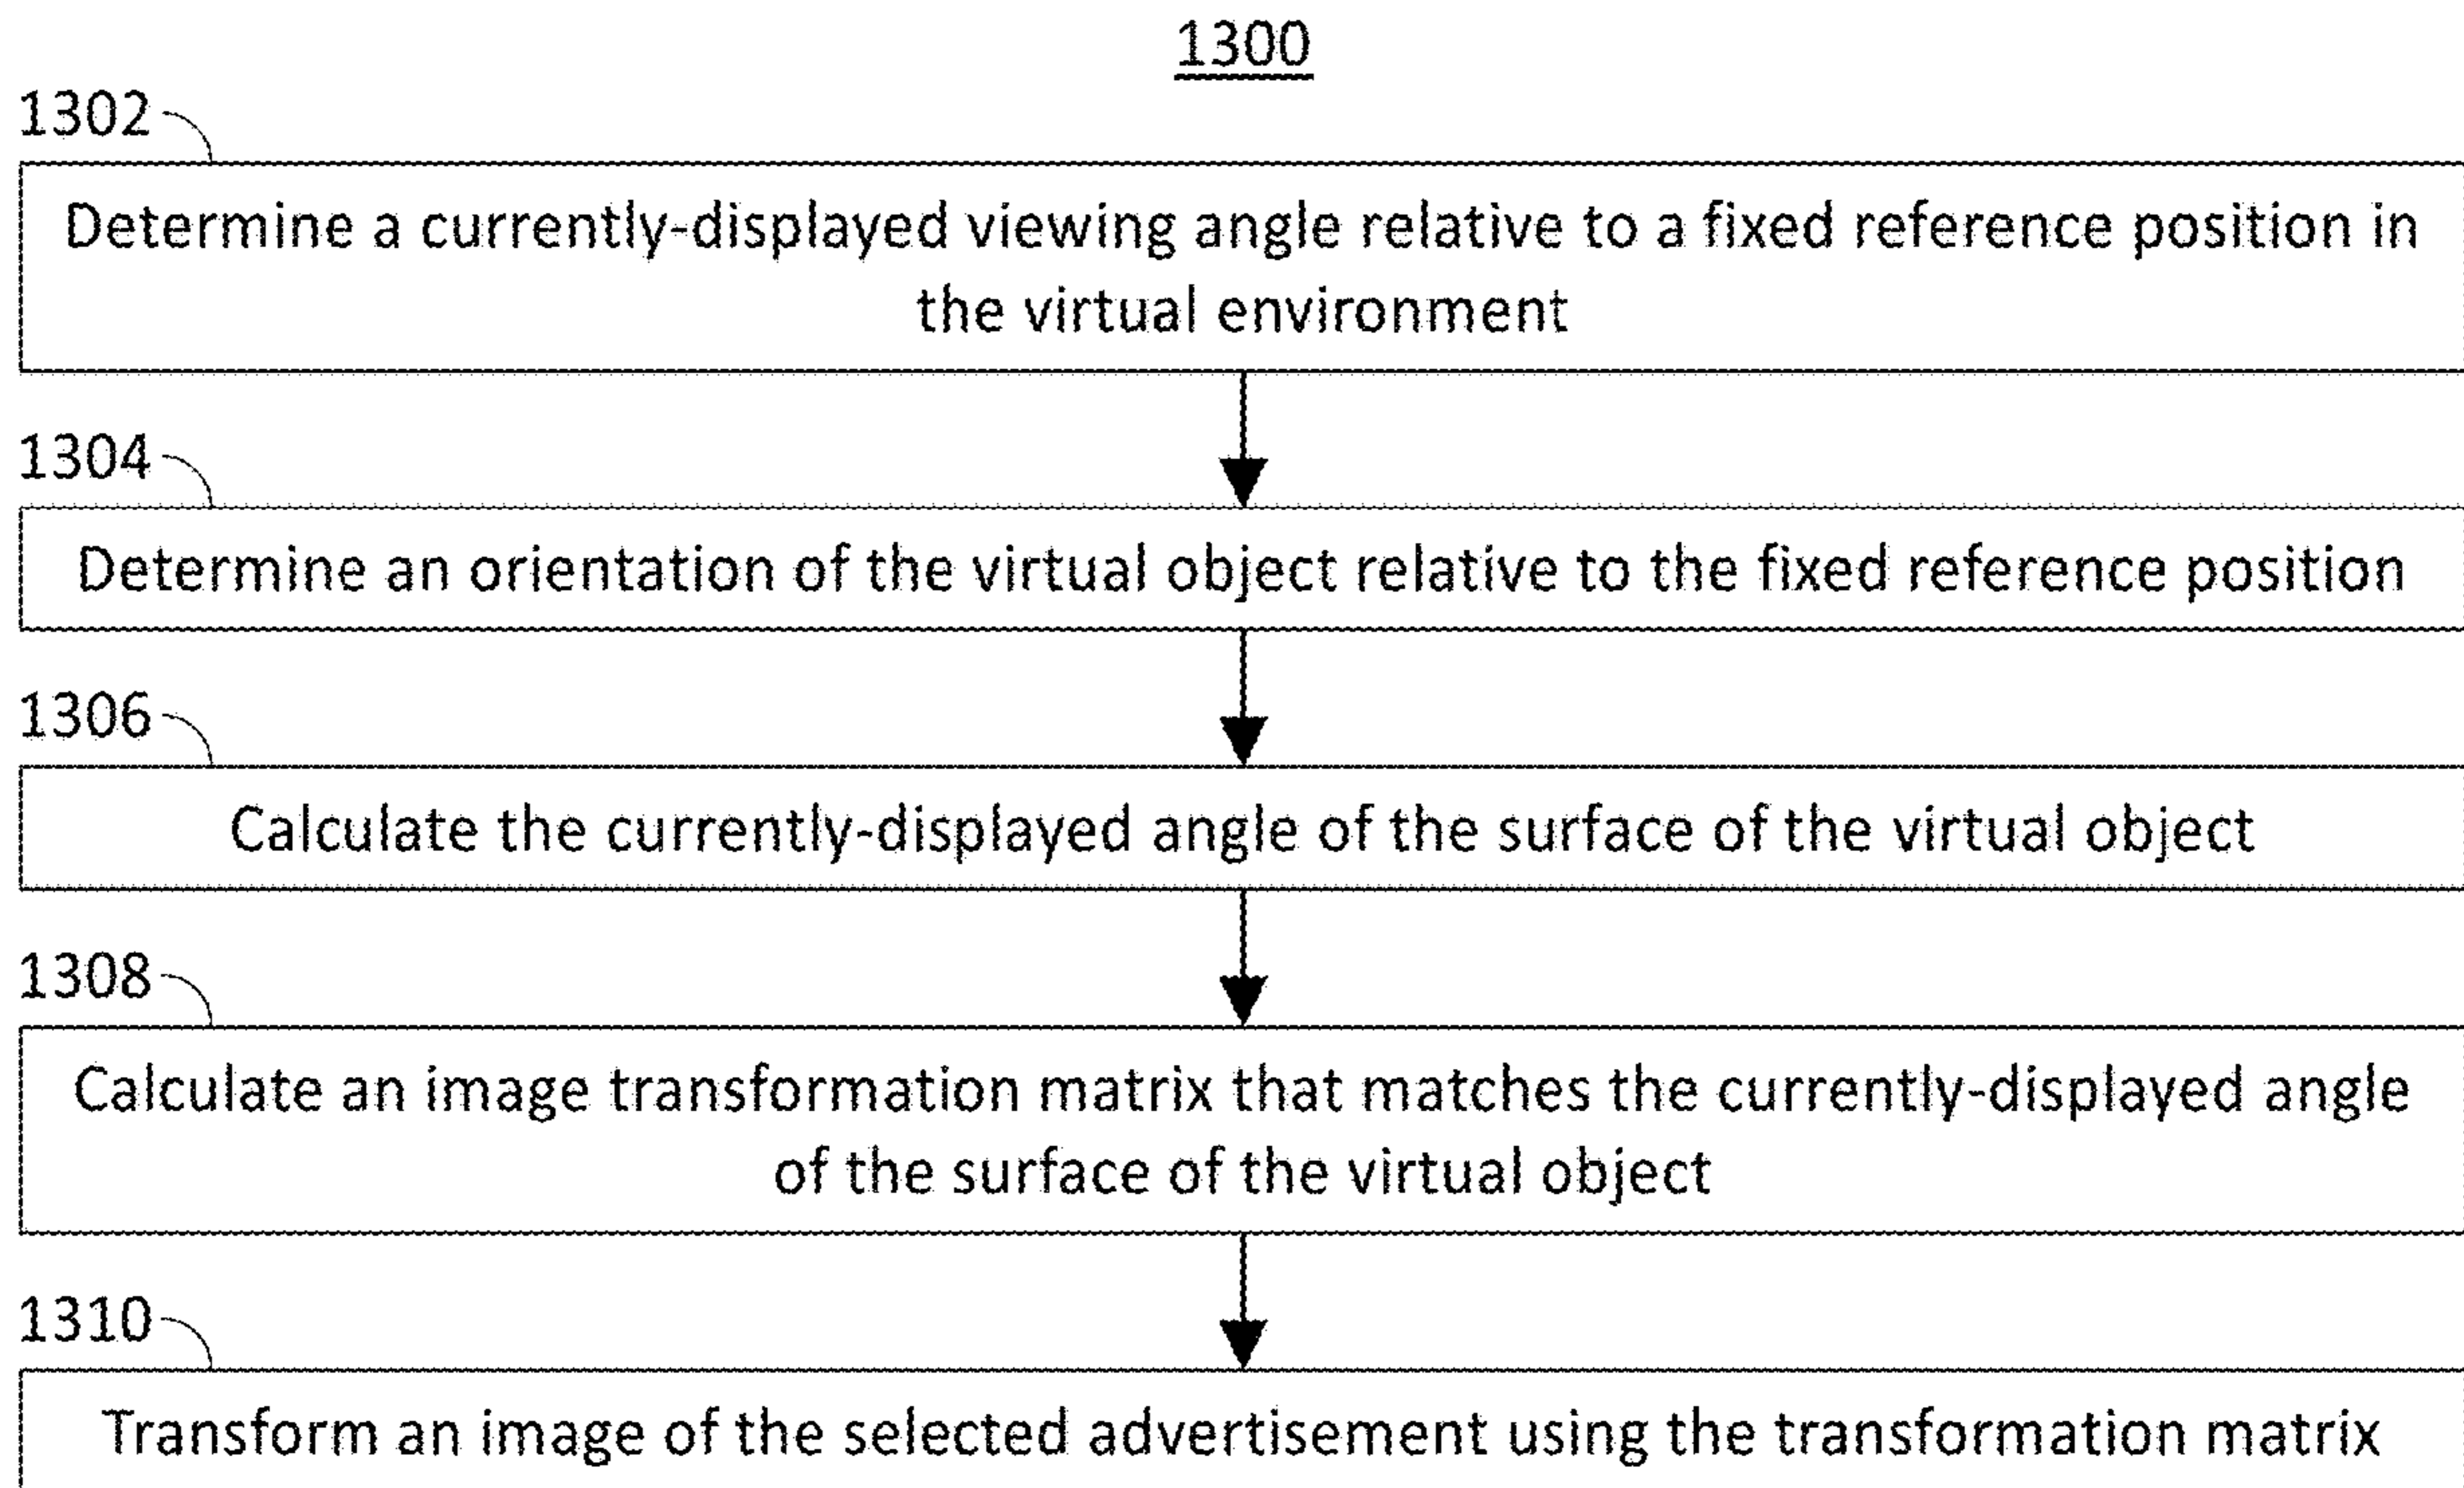 1300
1302
Determine a currently-displayed viewing angle relative to a fixed reference position in
the virtual environment
1304
Determine an orientation of the virtual object relative to the fixed reference position
1306
Calculate the currently-displayed angle of the surface of the virtual object
1308
Calculate an image transformation matrix that matches the currently-displayed angle
of the surface of the virtual object
1310
Transform an image of the selected advertisement using the transformation matrix